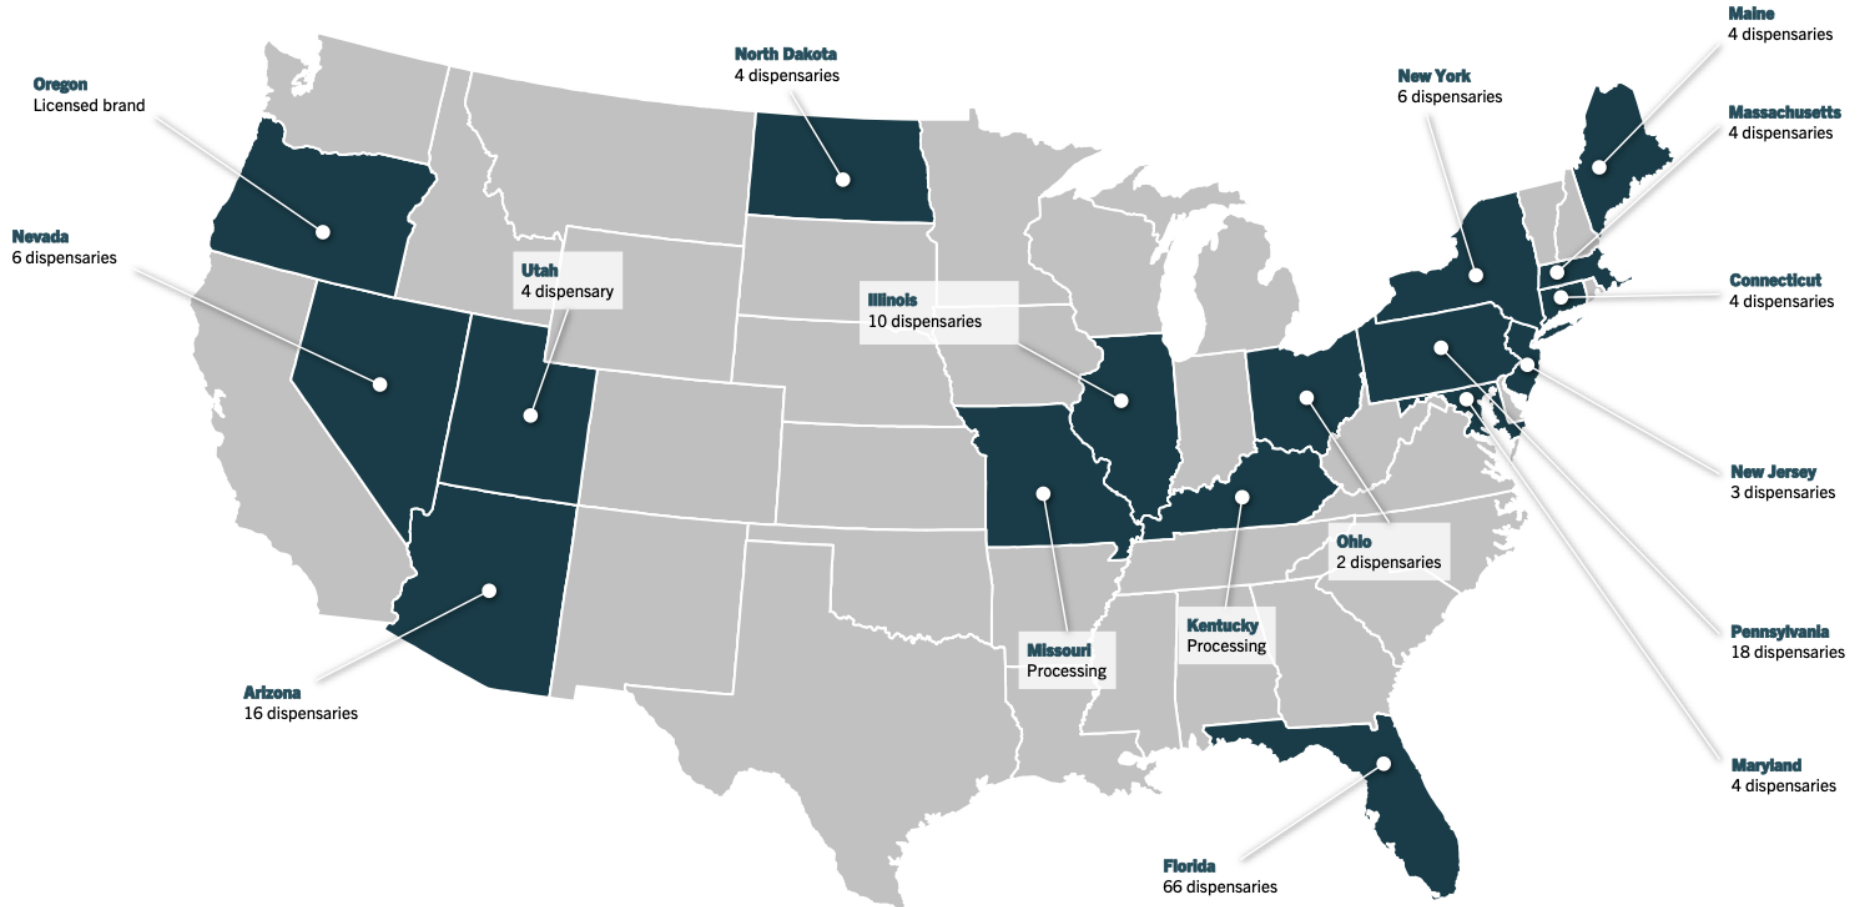 Maine
4 dispensaries
North Dakota
4 dispensaries
New York
6 dispensaries
Oregon
Licensed brand
Massachusetts
4 dispensaries
Nevada
6 dispensaries
Utah
4 dispensary
Illinois
10 dispensaries
Connecticut
4 dispensaries
New Jersey
3 dispensaries
Ohio
2 dispensaries
Kentucky
Processing
Missouri
Processing
Pennsylvania
18 dispensaries
Arizona
16 dispensaries
Maryland
4 dispensaries
Florida
66 dispensaries